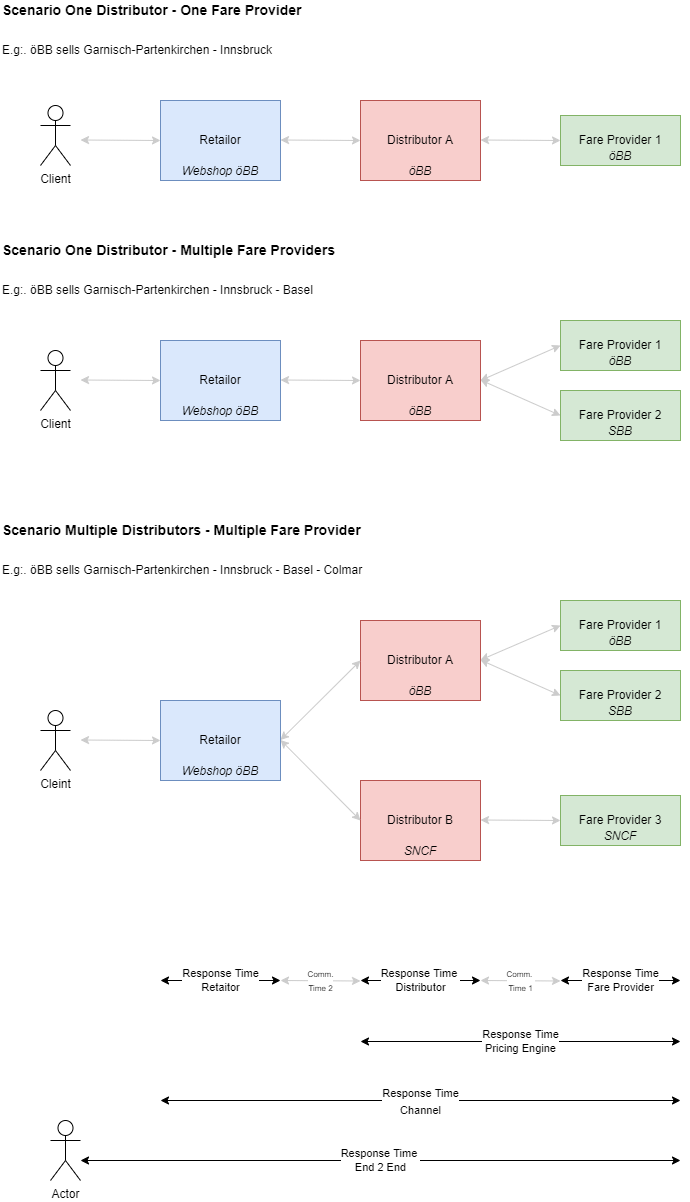 Scenario One Distributor - One Fare Provider
E.g:. öBB sells Garnisch-Partenkirchen - Innsbruck
Client
Retailor
Webshop öBB
Distributor A
öBB
Fare Provider 1
öBB
Scenario One Distributor - Multiple Fare Providers
E.g:. öBB sells Garnisch-Partenkirchen - Innsbruck - Basel
Client
Retailor
Webshop öBB
Distributor A
öBB
Fare Provider 1
öBB
Fare Provider 2
SBB
Scenario Multiple Distributors - Multiple Fare Provider
E.g:. öBB sells Garnisch-Partenkirchen - Innsbruck - Basel - Colmar
Cleint
Retailor
Webshop öBB
Distributor A
öBB
Fare Provider 1
öBB
Fare Provider 2
SBB
Distributor B
SNCF
Fare Provider 3
SNCF
Response Time
Retaitor
Comm.
Time 2
Response Time
Distributor
Comm.
Time 1
Response Time
Fare Provider
Response Time
Pricing Engine
Response Time
Channel
Response Time
End 2 End
Actor